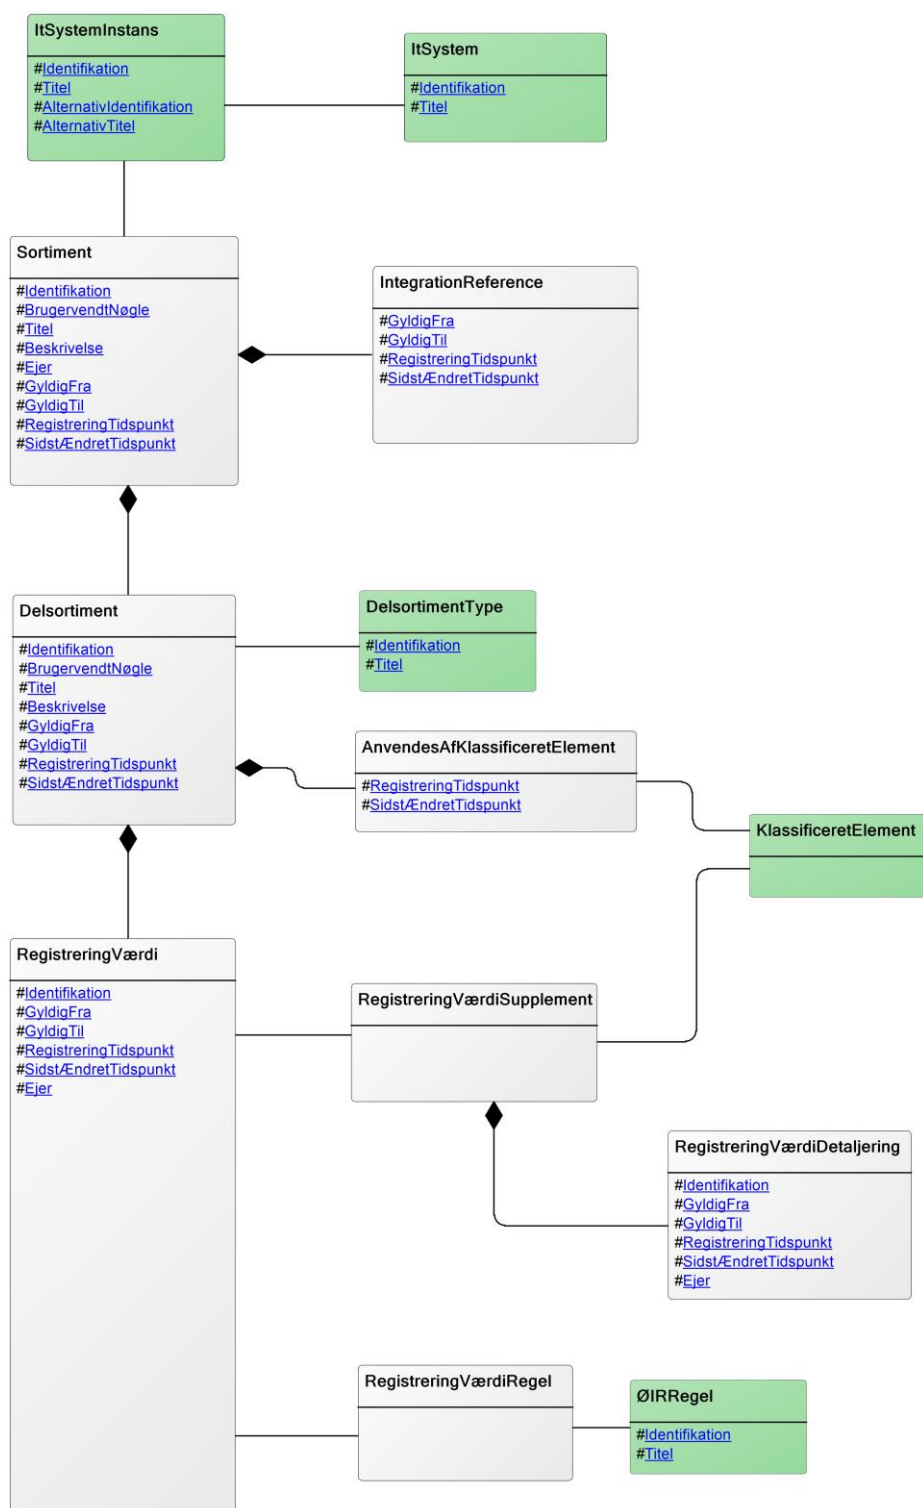 ItSystemInstans
#Identifikation
#Titel
#AlternativIdentifikation
#AlternativTitel
ItSystem
#Identifikation
#Titel
Sortiment
#Identifikation
#BrugervendtNøgle
#Titel
#Beskrivelse
#Ejer
#GyldigFra
#GyldigTil
#RegistreringTidspunkt
#SidstÆndretTidspunkt
IntegrationReference
#GyldigFra
#GyldigTil
#RegistreringTidspunkt
#SidstÆndretTidspunkt
Delsortiment
#Identifikation
#BrugervendtNøgle
#Titel
#Beskrivelse
#GyldigFra
#GyldigTil
#RegistreringTidspunkt
#SidstÆndretTidspunkt
DelsortimentType
#Identifikation
#Titel
AnvendesAfKlassificeretElement
#RegistreringTidspunkt
#SidstÆndretTidspunkt
KlassificeretElement
RegistreringVærdi
#Identifikation
#GyldigFra
#GyldigTil
#RegistreringTidspunkt
#SidstÆndretTidspunkt
#Ejer
RegistreringVærdiSupplement
RegistreringVærdiDetaljering
#Identifikation
#GyldigFra
#GyldigTil
#RegistreringTidspunkt
#SidstÆndretTidspunkt
#Ejer
RegistreringVærdiRegel
ØIRRegel
#Identifikation
#Titel